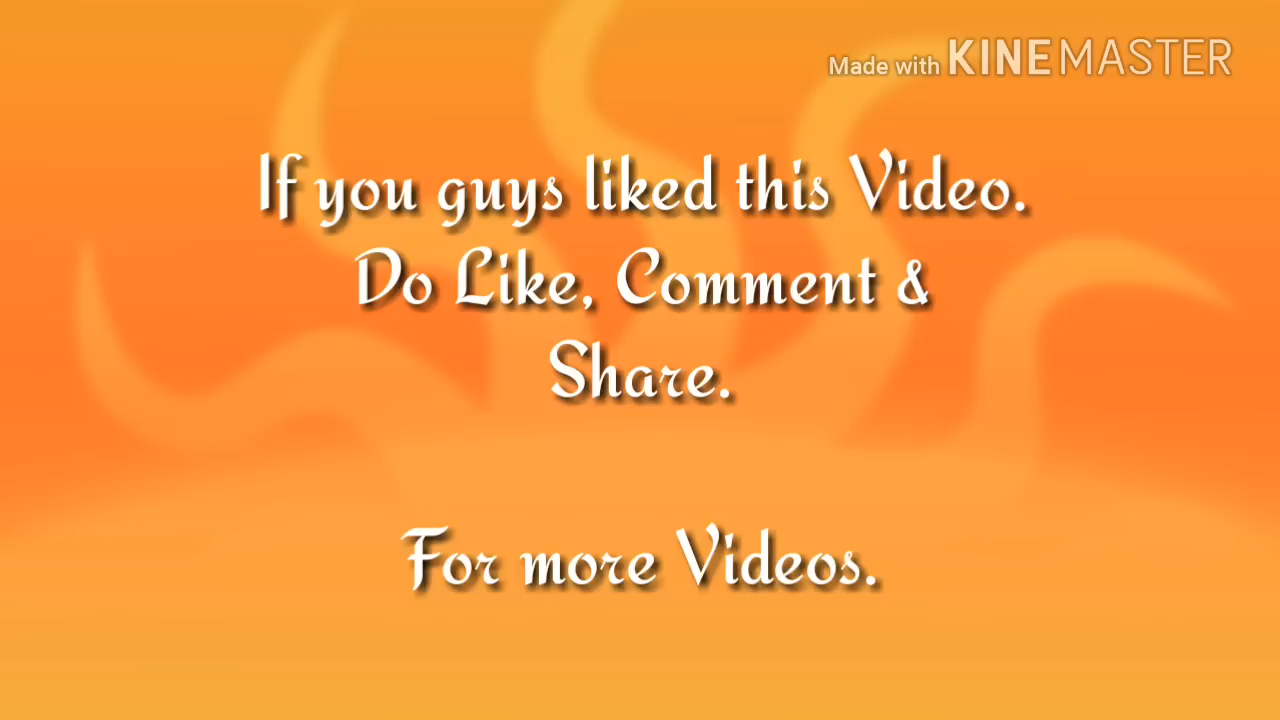 Made with KINEMASTER
If you guys liked this Video.
Do Like, Comment &
Share.
For more Videos.